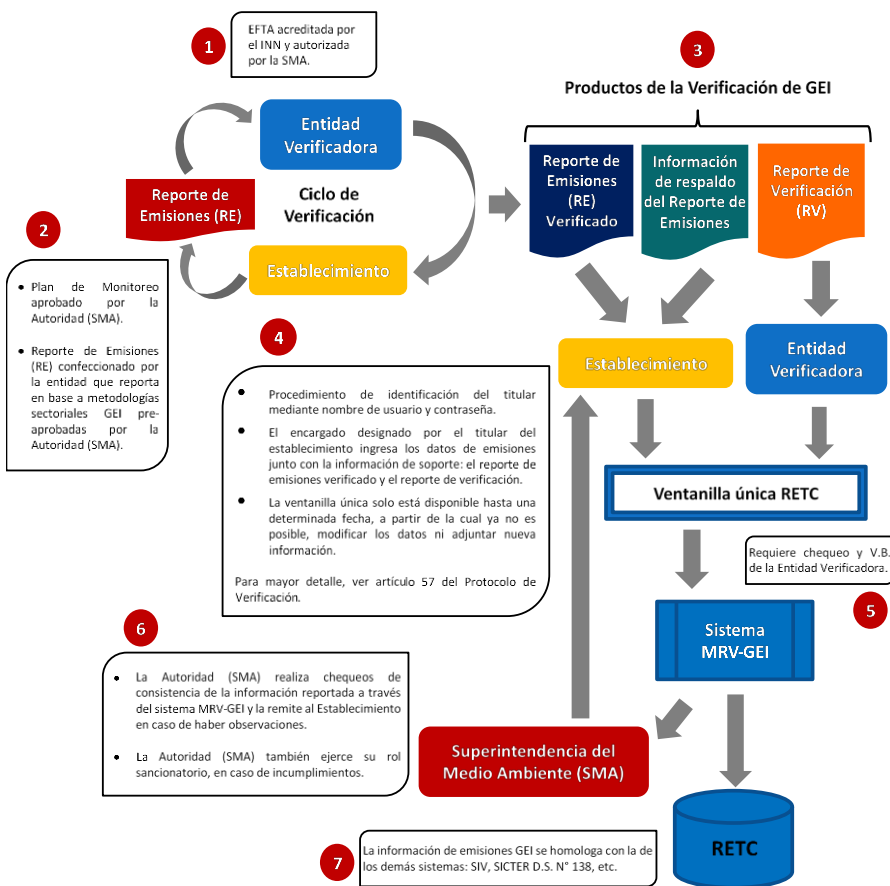 1
EFTA acreditada por
el INN y autorizada
por la SMA.
Entidad
Verificadora
Reporte de
Emisiones (RE)
Ciclo de
Verificación
Establecimiento
2
• Plan de Monitoreo
aprobado por la
Autoridad (SMA).
• Reporte de Emisiones
(RE) confeccionado por
la entidad que reporta
en base a metodologías
sectoriales GEI pre-
aprobadas por la
Autoridad (SMA).
3
Productos de la Verificación de GEI
Reporte de
Emisiones
(RE)
Verificado
Información
de respaldo
del Reporte de
Emisiones
Reporte de
Verificación
(RV)
Establecimiento
Entidad
Verificadora
4
• Procedimiento de identificación del titular
mediante nombre de usuario y contraseña.
• El encargado designado por el titular del
establecimiento ingresa los datos de emisiones
junto con la información de soporte: el reporte de
emisiones verificado y el reporte de verificación.
• La ventanilla única solo está disponible hasta una
determinada fecha, a partir de la cual ya no es
posible, modificar los datos ni adjuntar nueva
información.
Para mayor detalle, ver artículo 57 del Protocolo de
Verificación.
Ventanilla única RETC
Requiere chequeo y V.B.
de la Entidad Verificadora.
5
Sistema
MRV-GEI
6
• La Autoridad (SMA) realiza chequeos de
consistencia de la información reportada a través
del sistema MRV-GEI y la remite al Establecimiento
en caso de haber observaciones.
• La Autoridad (SMA) también ejerce su rol
sancionatorio, en caso de incumplimientos.
Superintendencia del
Medio Ambiente (SMA)
7
La información de emisiones GEI se homologa con la de
los demás sistemas: SIV, SICTER D.S. N° 138, etc.
RETC